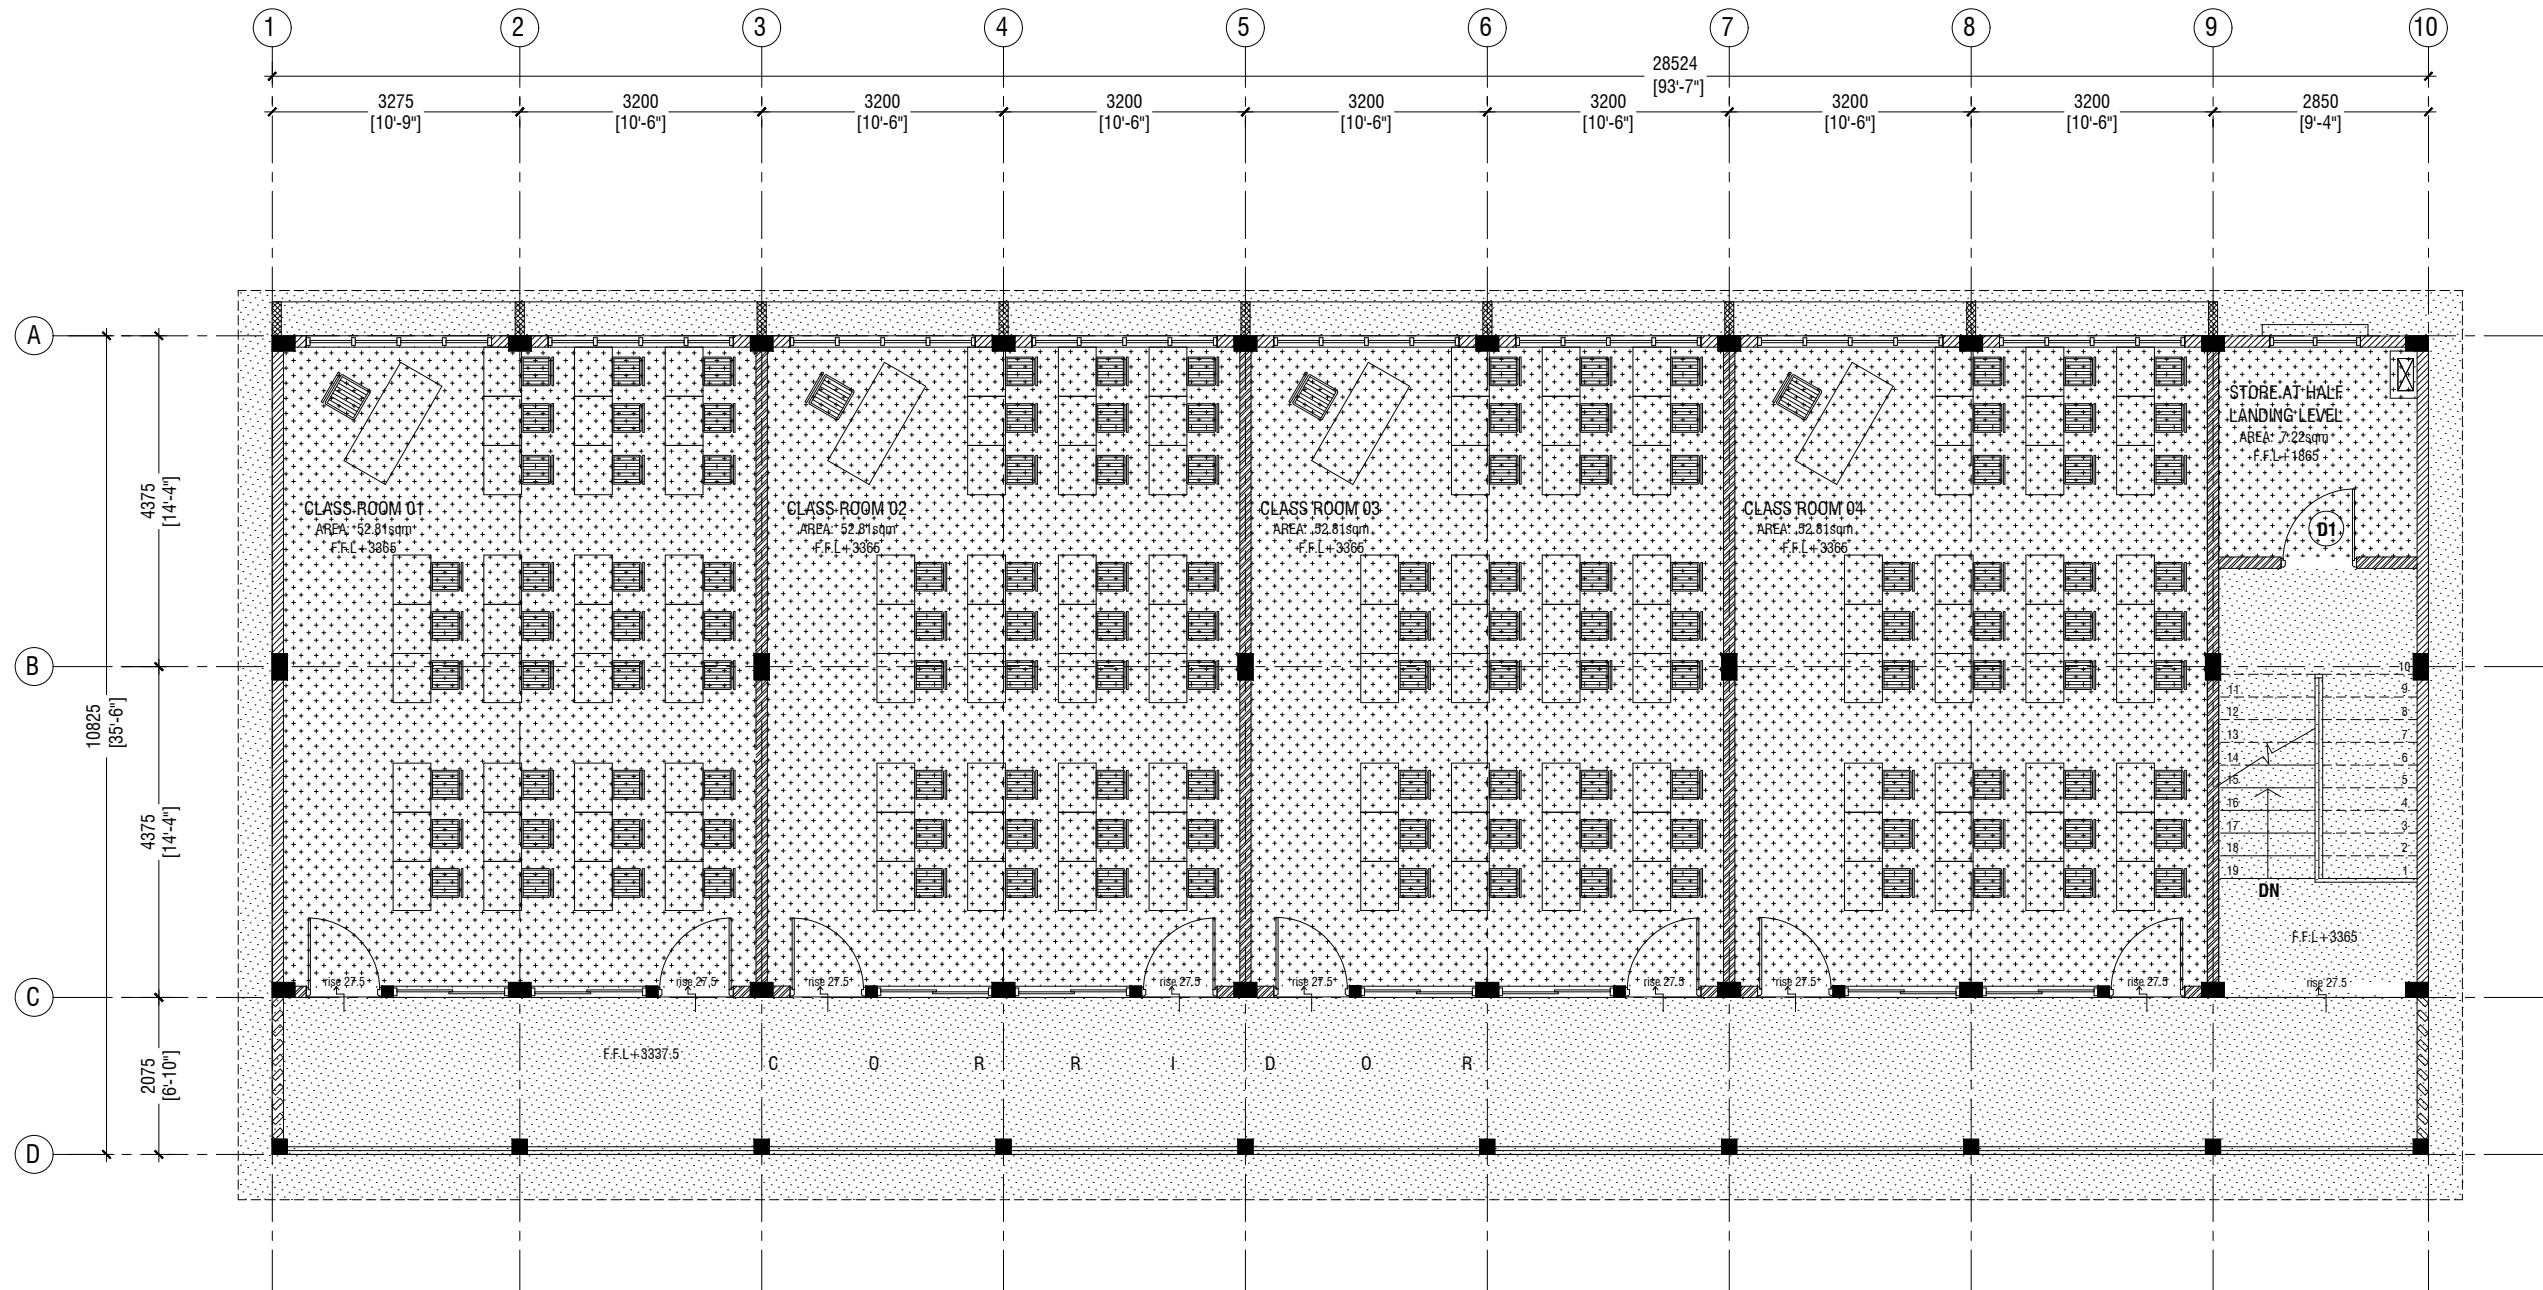 1 2 3 4 5 6 7 8 9 10
28524
[93'-7"]
3275 3200 3200 3200 3200 3200 3200 3200 2850
[10'-9"] [10'-6"] [10'-6"] [10'-6"] [10'-6"] [10'-6"] [10'-6"] [10'-6"] [9'-4"]
A
B
C
D
10825
[35'-6"]
4375
[14'-4"]
4375
[14'-4"]
2075
[6'-10"]
CLASS ROOM 01
AREA: 52.81sqm
F.F.L+3365
CLASS ROOM 02
AREA: 52.81sqm
F.F.L+3365
CLASS ROOM 03
AREA: 52.81sqm
F.F.L+3365
CLASS ROOM 04
AREA: 52.81sqm
F.F.L+3365
STORE AT HALF
LANDING LEVEL
AREA: 7.22sqm
F.F.L+1865
D1
10
11 9
12 8
13 7
14 6
15 5
16 4
17 3
18 2
19 1
DN
F.F.L+3365
rise 27.5 rise 27.5 rise 27.5 rise 27.5 rise 27.5 rise 27.5 rise 27.5 rise 27.5 rise 27.5
F.F.L+3337.5
C O R R I D O R